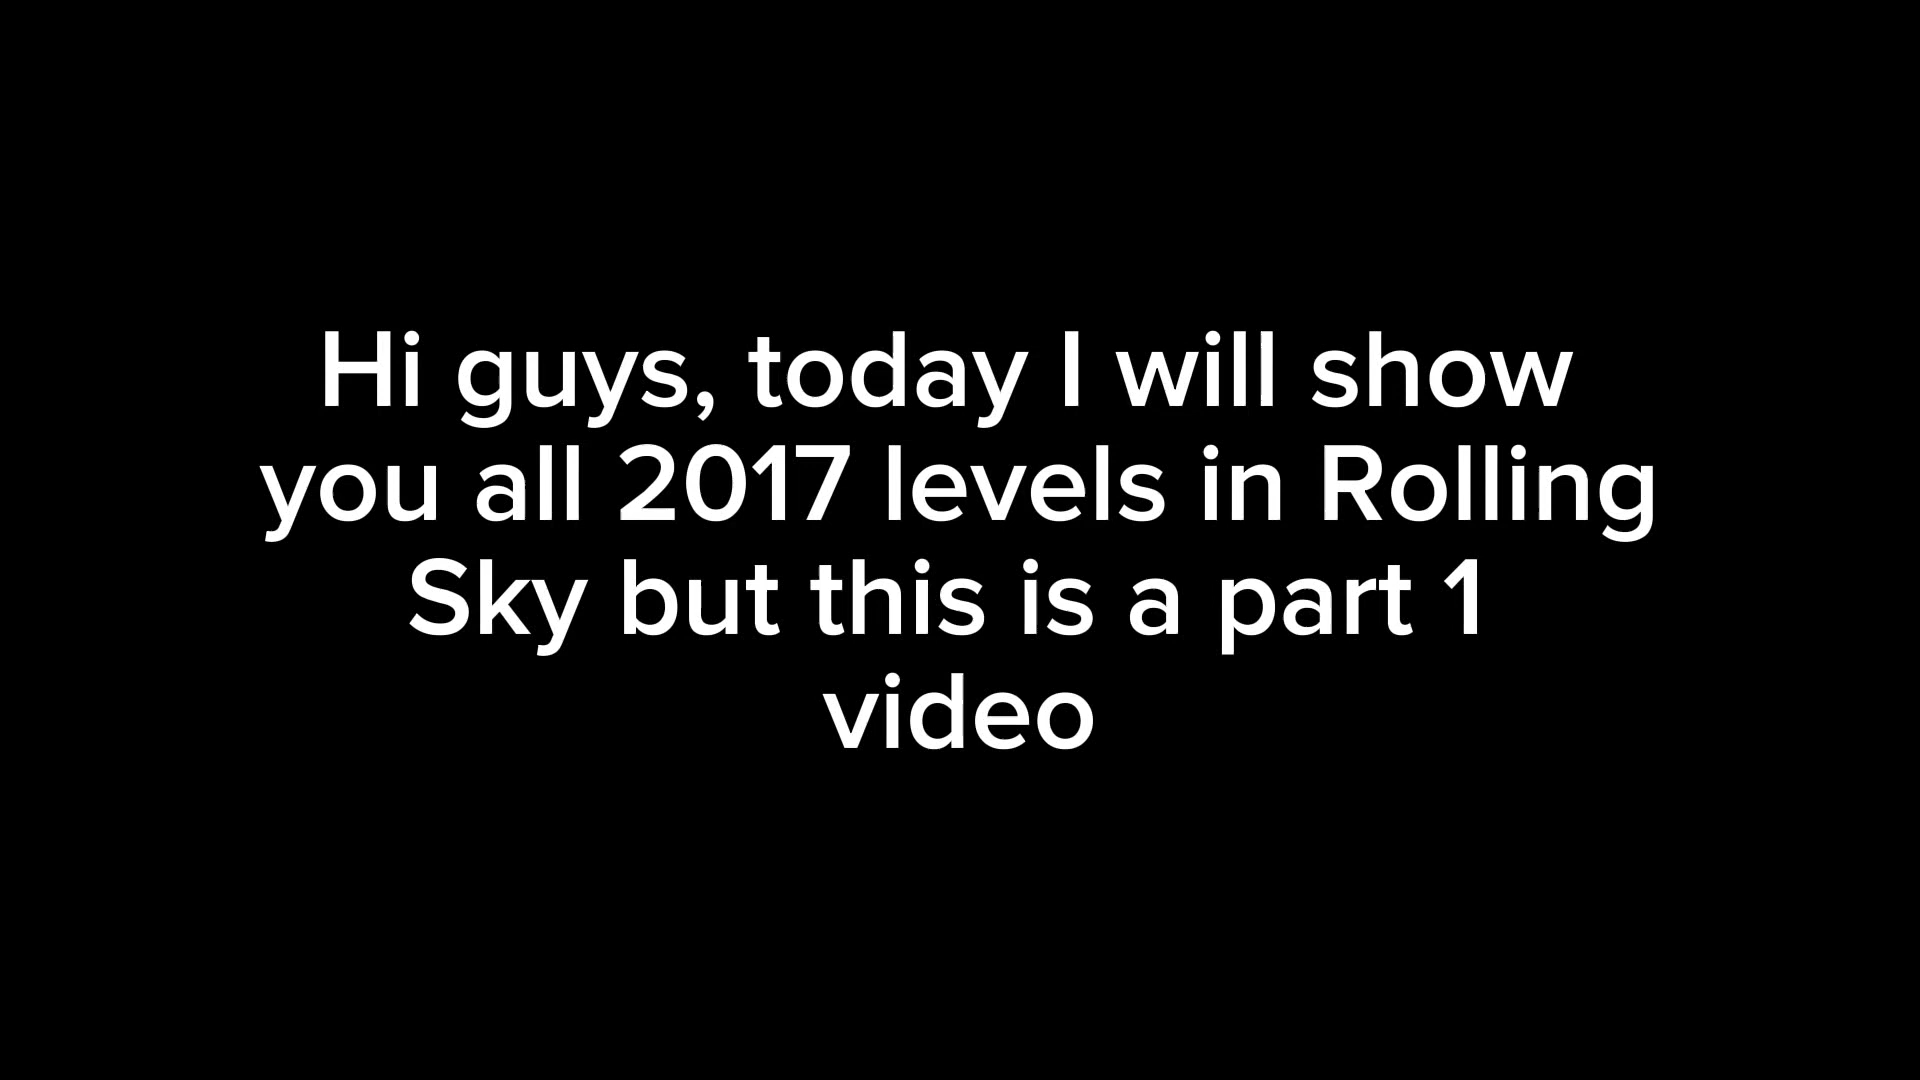 Hi guys, today I will show
you all 2017 levels in Rolling
Sky but this is a part 1
video